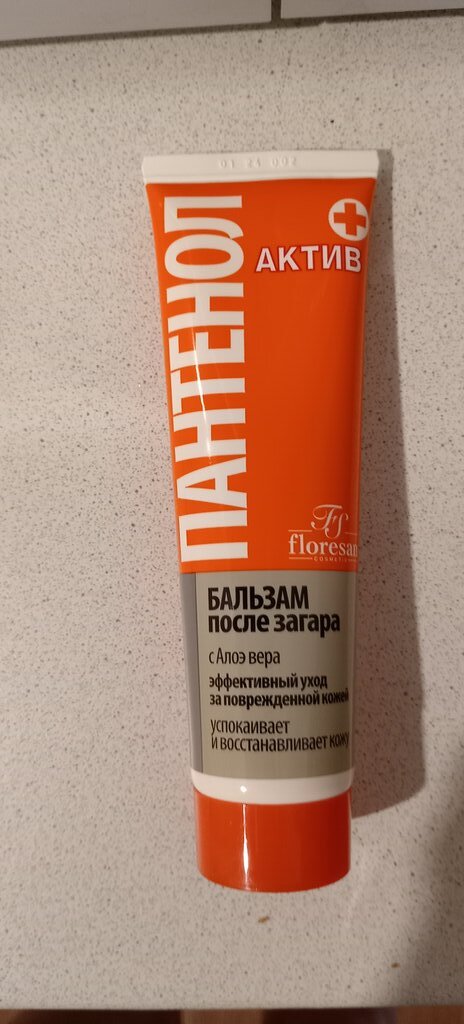 01 24 002
ПАНТЕНОЛ
АКТИВ
FS
floresan
COSMETIC
БАЛЬЗАМ
после загара
с Алоэ вера
эффективный уход
за поврежденной кожей
успокаивает
и восстанавливает кожу